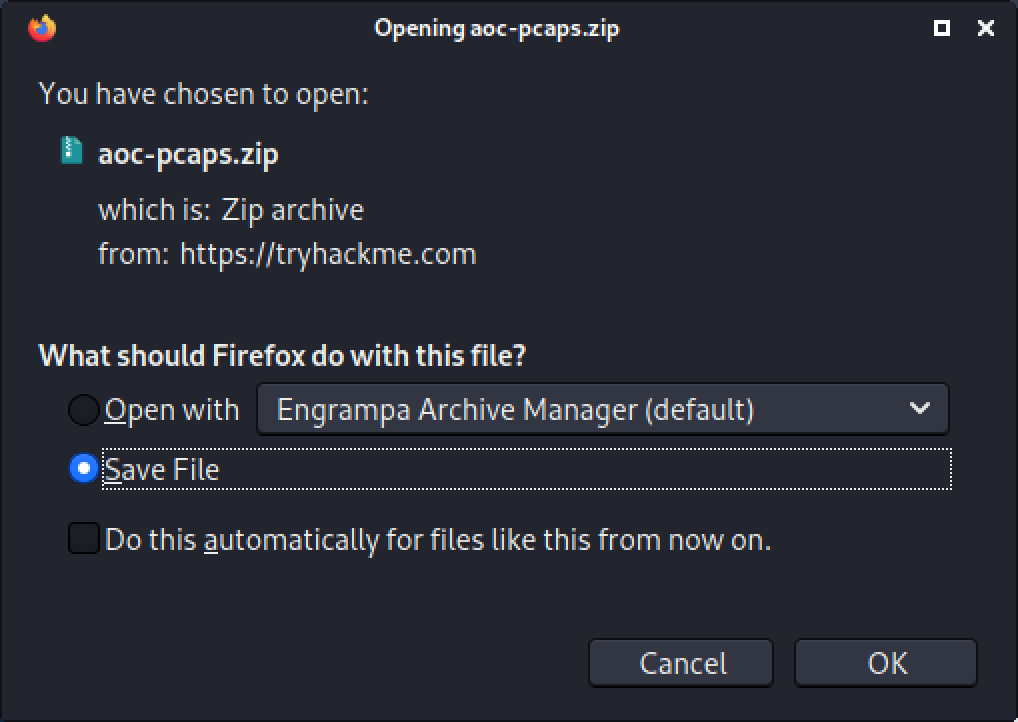 Opening aoc-pcaps.zip
You have chosen to open:
aoc-pcaps.zip
which is: Zip archive
from: https://tryhackme.com
What should Firefox do with this file?
Open with Engrampa Archive Manager (default)
Save File
Do this automatically for files like this from now on.
Cancel OK